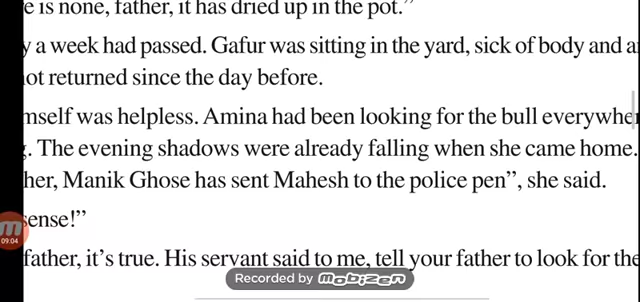 e is none, father, it has dried up in the pot.”
y a week had passed. Gafur was sitting in the yard, sick of body and a
ot returned since the day before.
mself was helpless. Amina had been looking for the bull everywhe
g. The evening shadows were already falling when she came home.
her, Manik Ghose has sent Mahesh to the police pen”, she said.
sense!”
09:04
father, it’s true. His servant said to me, tell your father to look for the
Recorded by mobizen